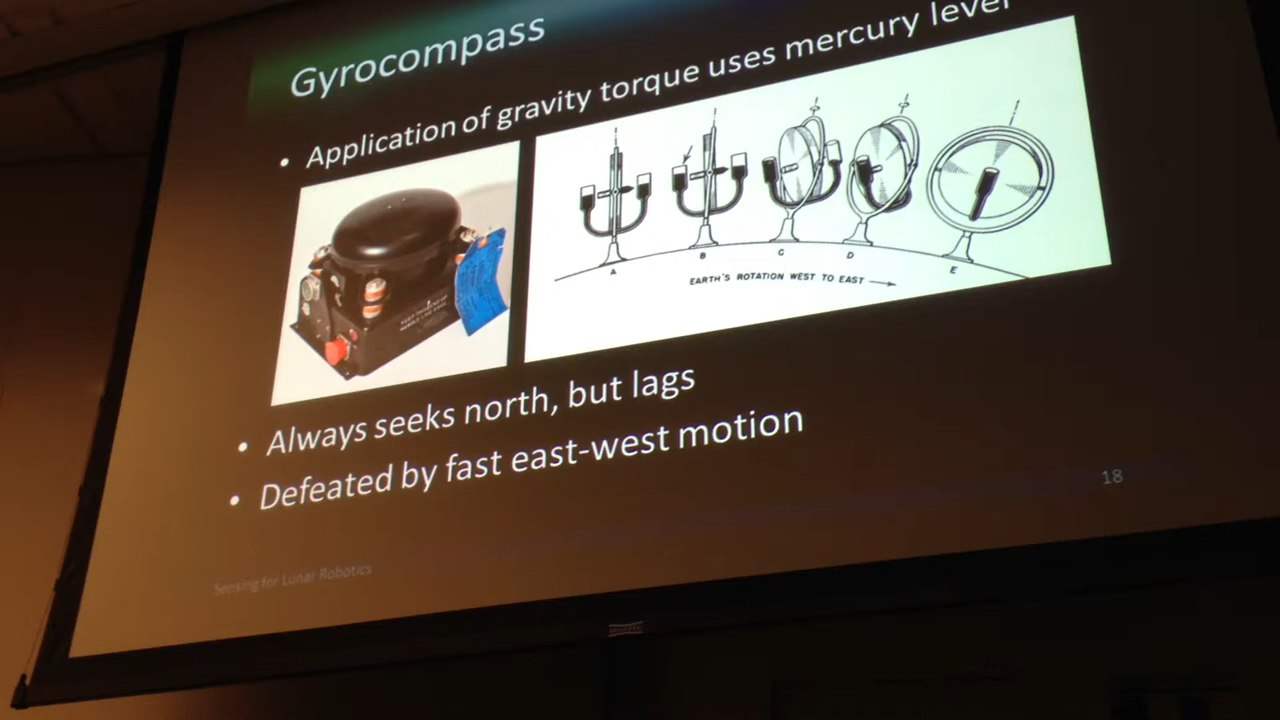 Gyrocompass
• Application of gravity torque uses mercury level
A B C D E
EARTH'S ROTATION WEST TO EAST
• Always seeks north, but lags
• Defeated by fast east-west motion
18
Sensing for Lunar Robotics